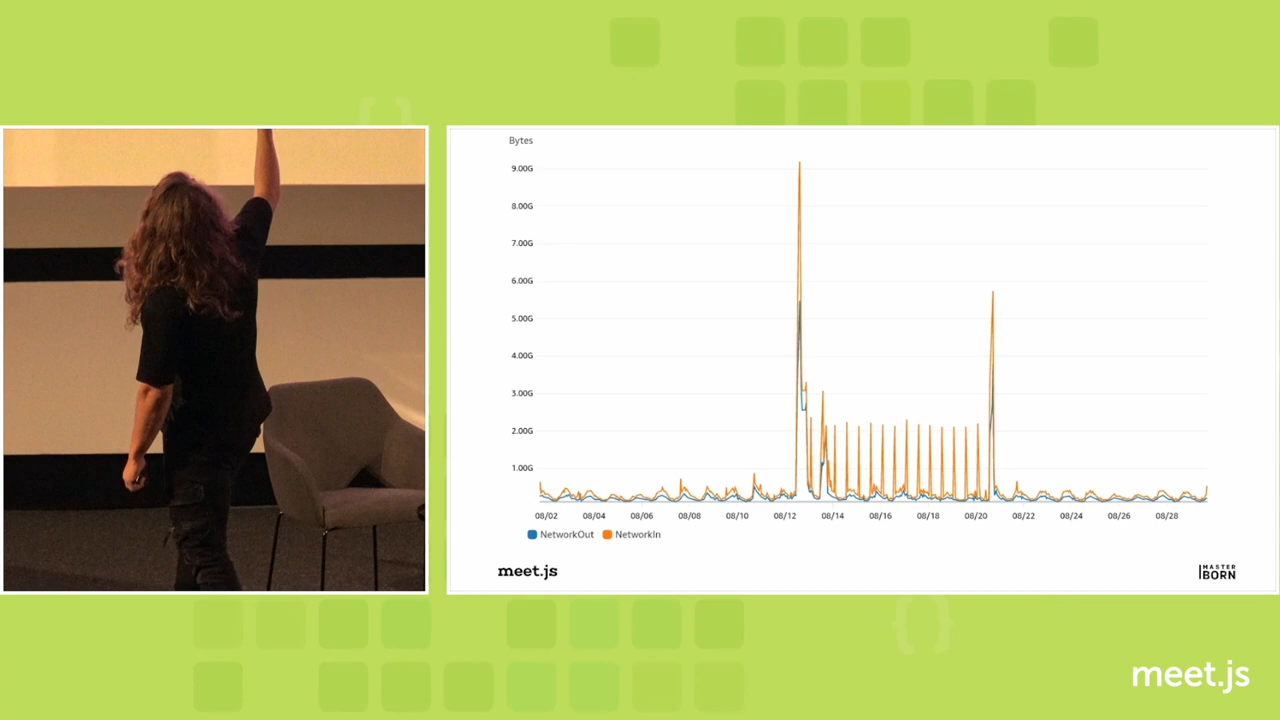 Bytes
9.00G
8.00G
7.00G
6.00G
5.00G
4.00G
3.00G
2.00G
1.00G
08/02 08/04 08/06 08/08 08/10 08/12 08/14 08/16 08/18 08/20 08/22 08/24 08/26 08/28
NetworkOut NetworkIn
meet.js
MASTER
BORN
{ }
{ }
meet.js